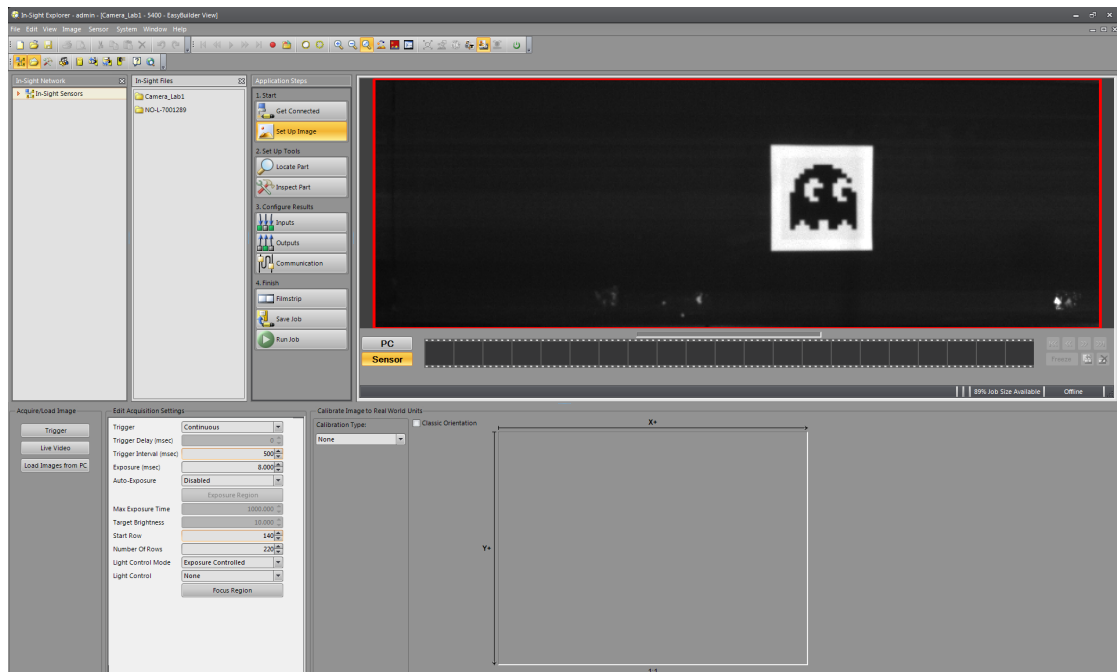 In-Sight Explorer - admin - [Camera_Lab1 - 5400 - EasyBuilder View]
File Edit View Image Sensor System Window Help
In-Sight Network
In-Sight Sensors
In-Sight Files
Camera_Lab1
NO-L-7001289
Application Steps
1. Start
Get Connected
Set Up Image
2. Set Up Tools
Locate Part
Inspect Part
3. Configure Results
Inputs
Outputs
Communication
4. Finish
Filmstrip
Save Job
Run Job
PC
Sensor
Freeze
89% Job Size Available Offline
Acquire/Load Image
Trigger
Live Video
Load Images from PC
Edit Acquisition Settings
Trigger Continuous
Trigger Delay (msec) 0
Trigger Interval (msec) 500
Exposure (msec) 8.000
Auto-Exposure Disabled
Exposure Region
Max Exposure Time 1000.000
Target Brightness 10.000
Start Row 140
Number Of Rows 220
Light Control Mode Exposure Controlled
Light Control None
Focus Region
Calibrate Image to Real World Units
Calibration Type:
None
Classic Orientation
X+
Y+
1:1